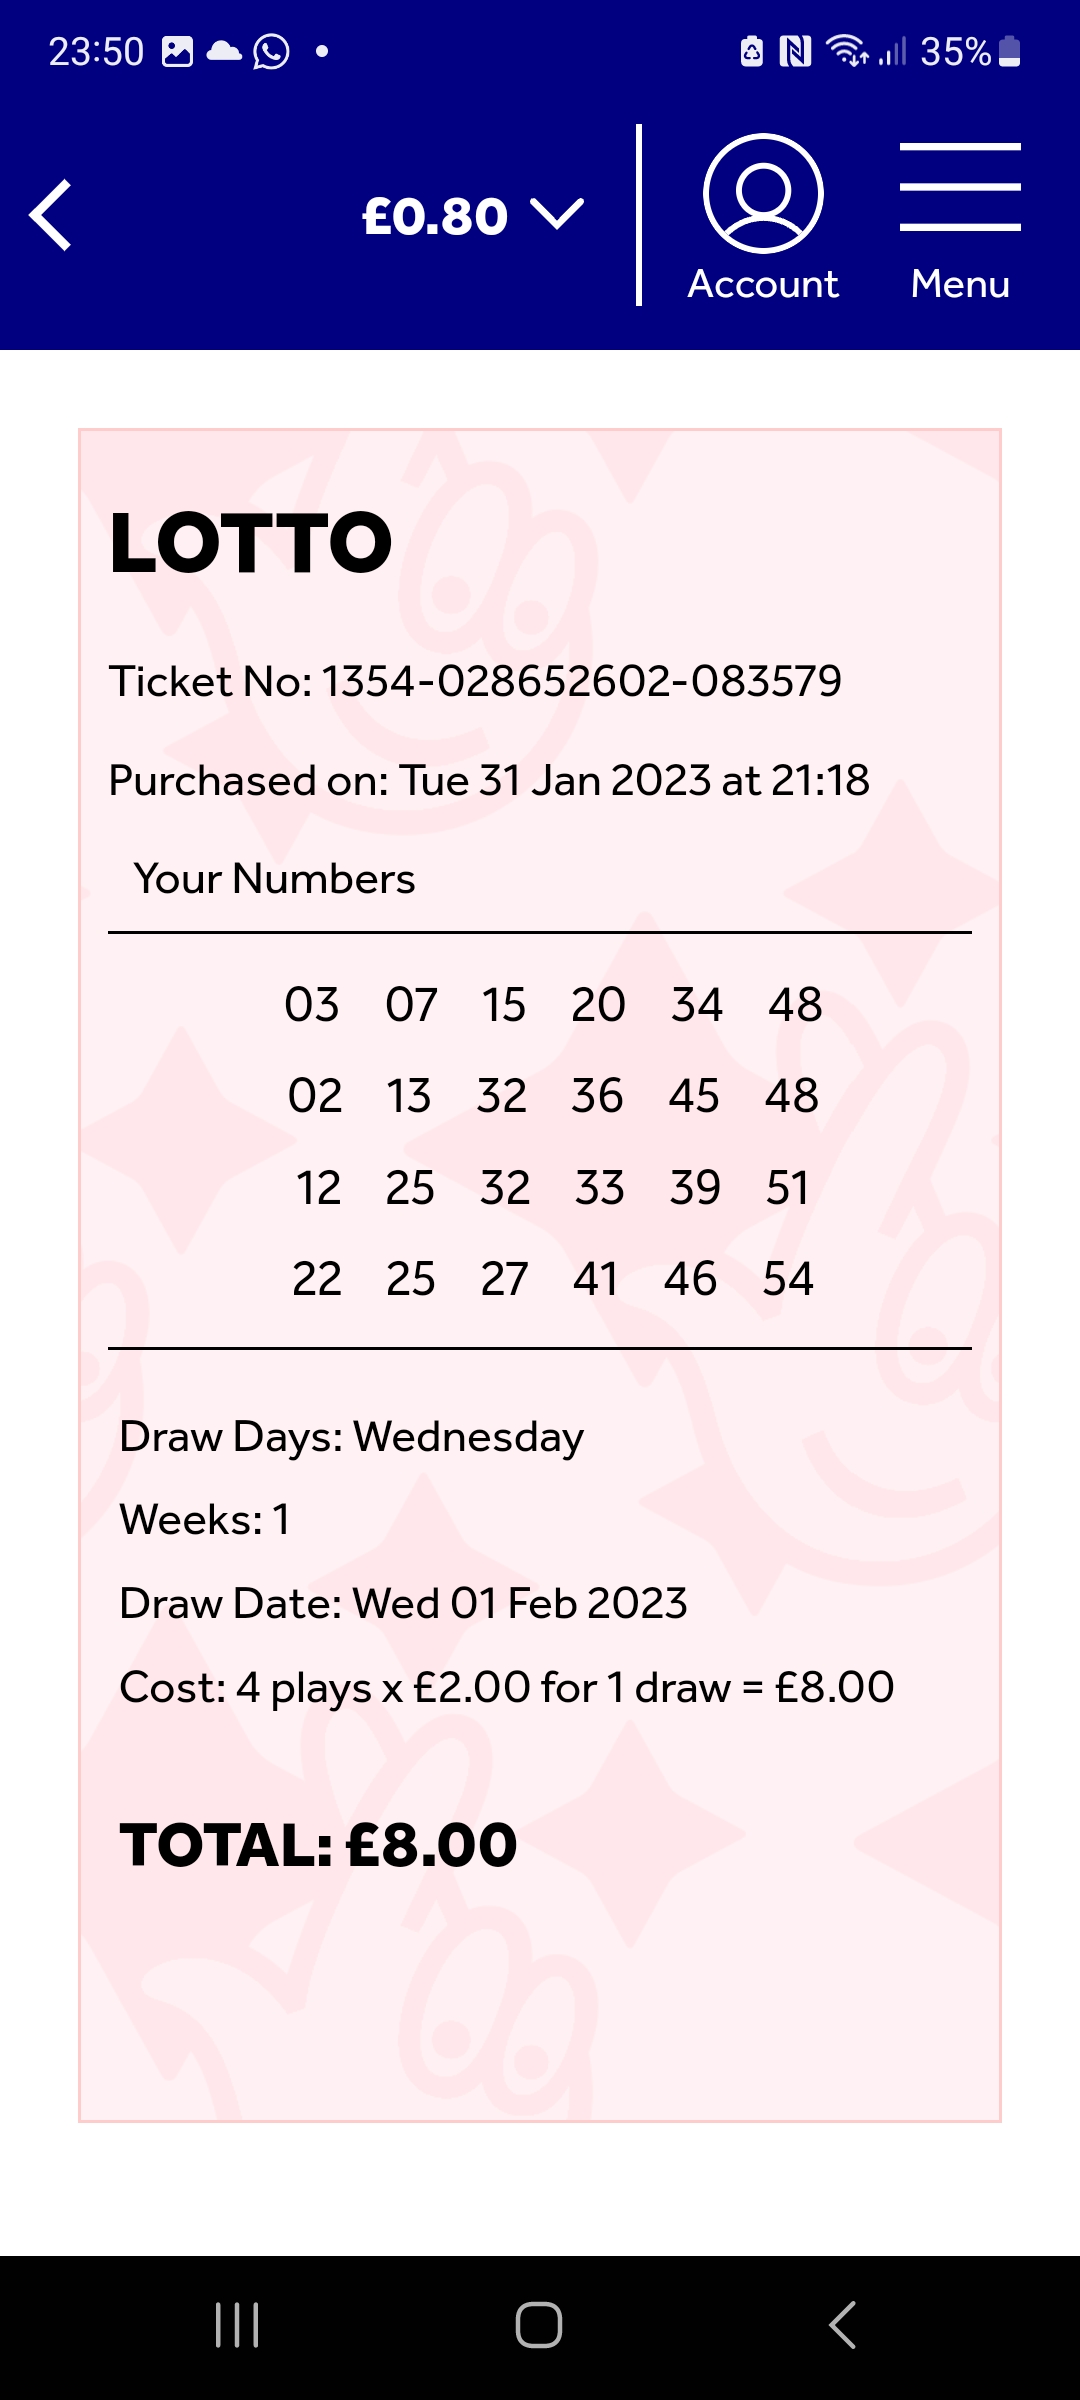 23:50
35%
£0.80
Account
Menu
LOTTO
Ticket No: 1354-028652602-083579
Purchased on: Tue 31 Jan 2023 at 21:18
Your Numbers
03 07 15 20 34 48
02 13 32 36 45 48
12 25 32 33 39 51
22 25 27 41 46 54
Draw Days: Wednesday
Weeks: 1
Draw Date: Wed 01 Feb 2023
Cost: 4 plays x £2.00 for 1 draw = £8.00
TOTAL: £8.00